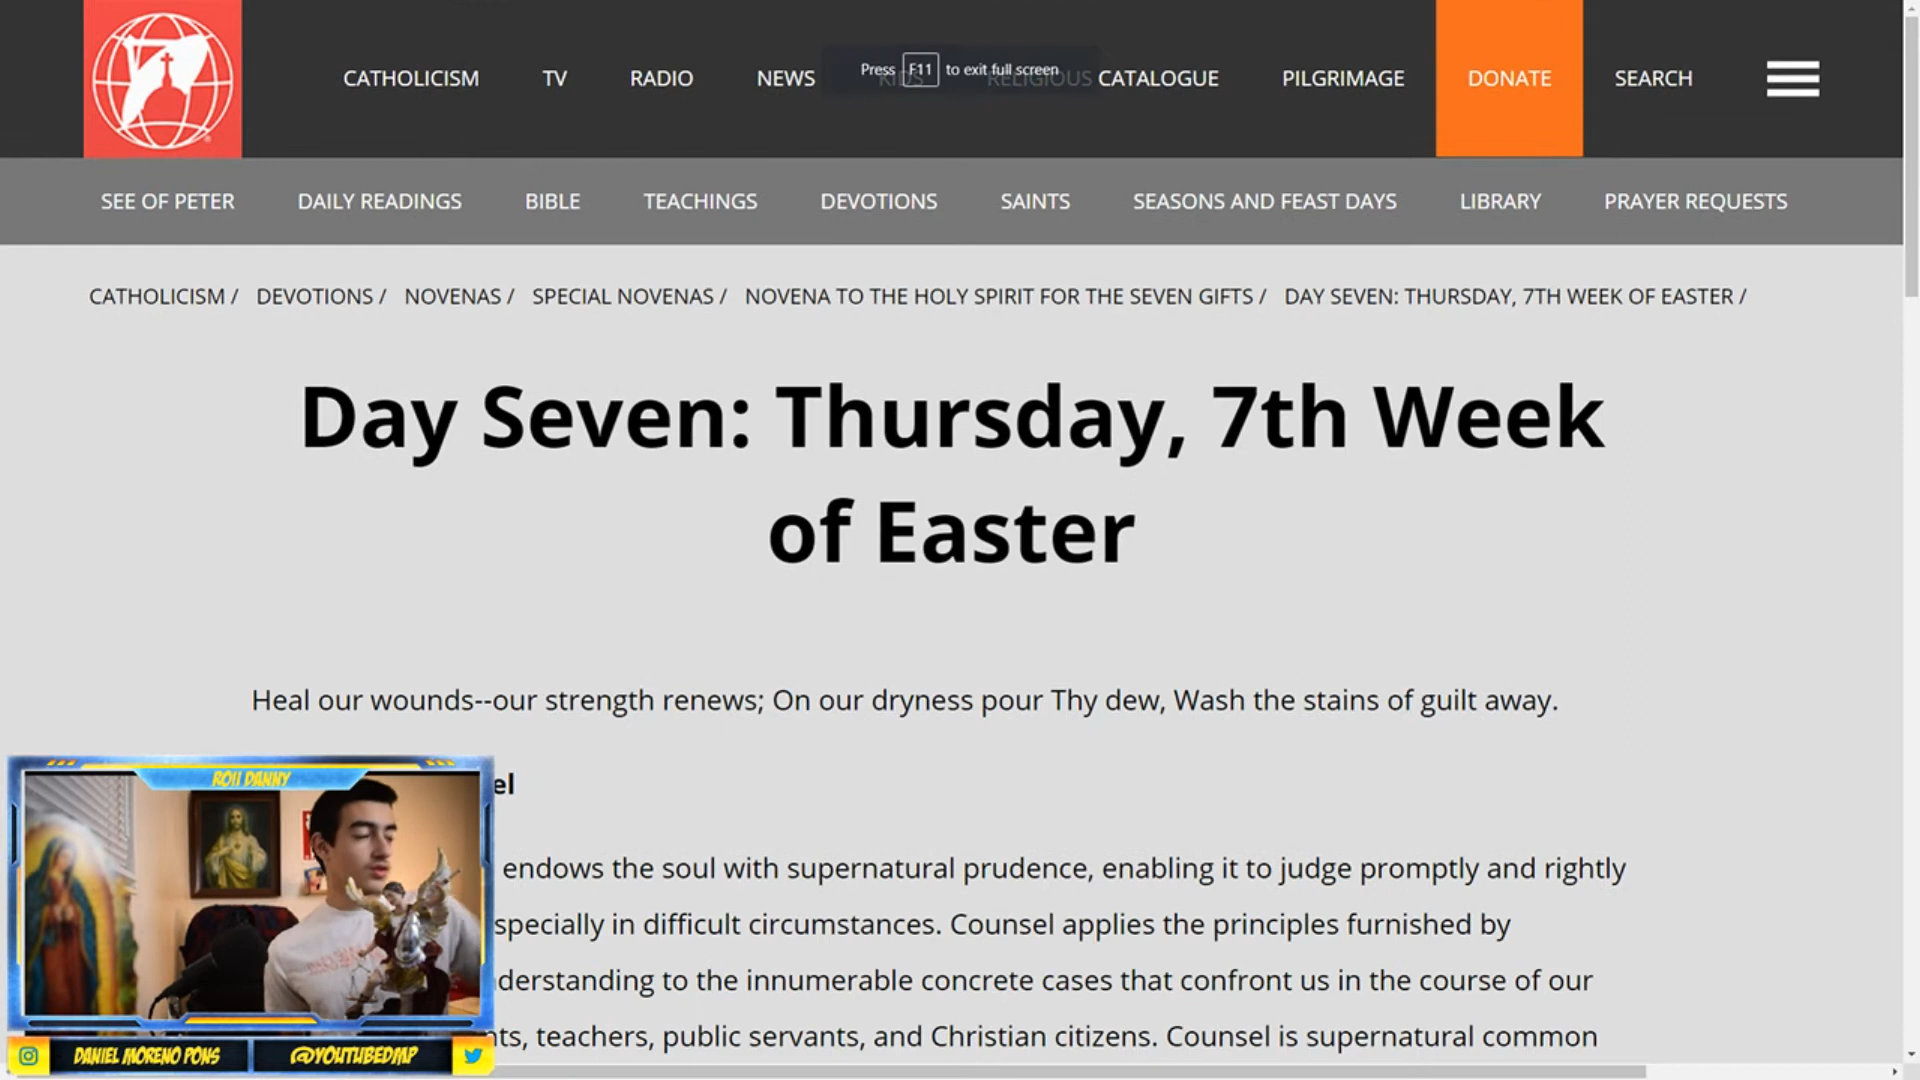 CATHOLICISM TV RADIO NEWS KIDS RELIGIOUS CATALOGUE PILGRIMAGE DONATE SEARCH
Press F11 to exit full screen
SEE OF PETER DAILY READINGS BIBLE TEACHINGS DEVOTIONS SAINTS SEASONS AND FEAST DAYS LIBRARY PRAYER REQUESTS
CATHOLICISM / DEVOTIONS / NOVENAS / SPECIAL NOVENAS / NOVENA TO THE HOLY SPIRIT FOR THE SEVEN GIFTS / DAY SEVEN: THURSDAY, 7TH WEEK OF EASTER /
Day Seven: Thursday, 7th Week
of Easter
Heal our wounds--our strength renews; On our dryness pour Thy dew, Wash the stains of guilt away.
el
endows the soul with supernatural prudence, enabling it to judge promptly and rightly
specially in difficult circumstances. Counsel applies the principles furnished by
nderstanding to the innumerable concrete cases that confront us in the course of our
nts, teachers, public servants, and Christian citizens. Counsel is supernatural common
ROII DANNY
DANIEL MORENO PONS @YOUTUBEDMP